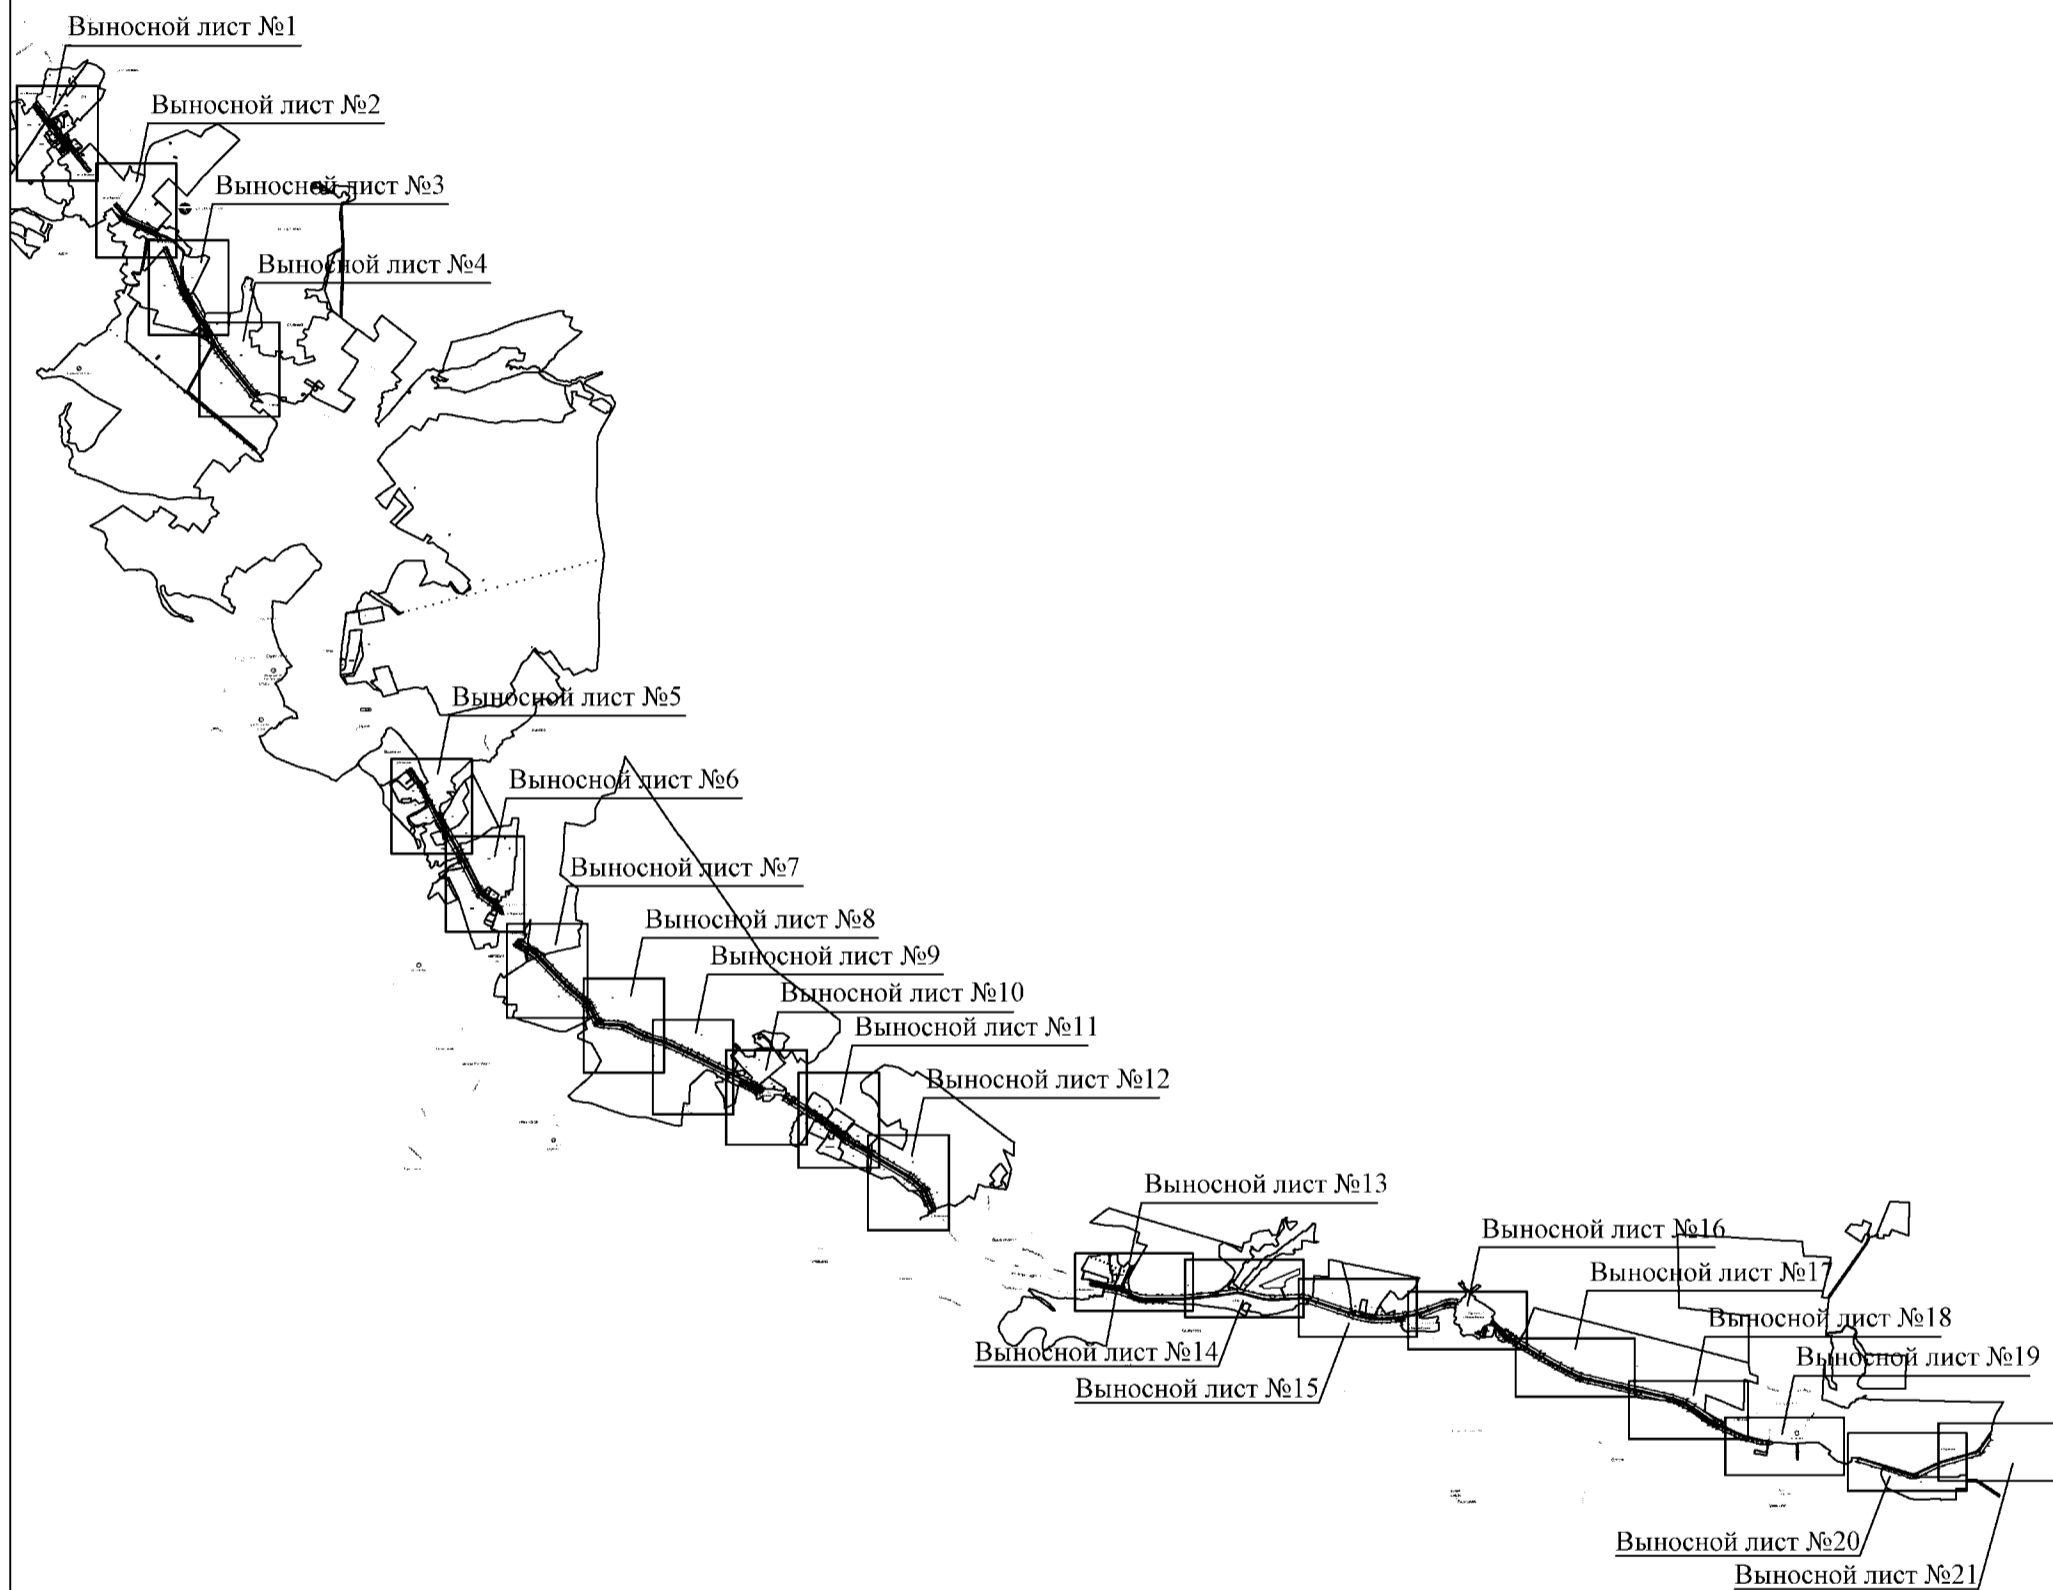 Выносной лист №1
Выносной лист №2
Выносной лист №3
Выносной лист №4
Выносной лист №5
Выносной лист №6
Выносной лист №7
Выносной лист №8
Выносной лист №9
Выносной лист №10
Выносной лист №11
Выносной лист №12
Выносной лист №13
Выносной лист №14
Выносной лист №15
Выносной лист №16
Выносной лист №17
Выносной лист №18
Выносной лист №19
Выносной лист №20
Выносной лист №21